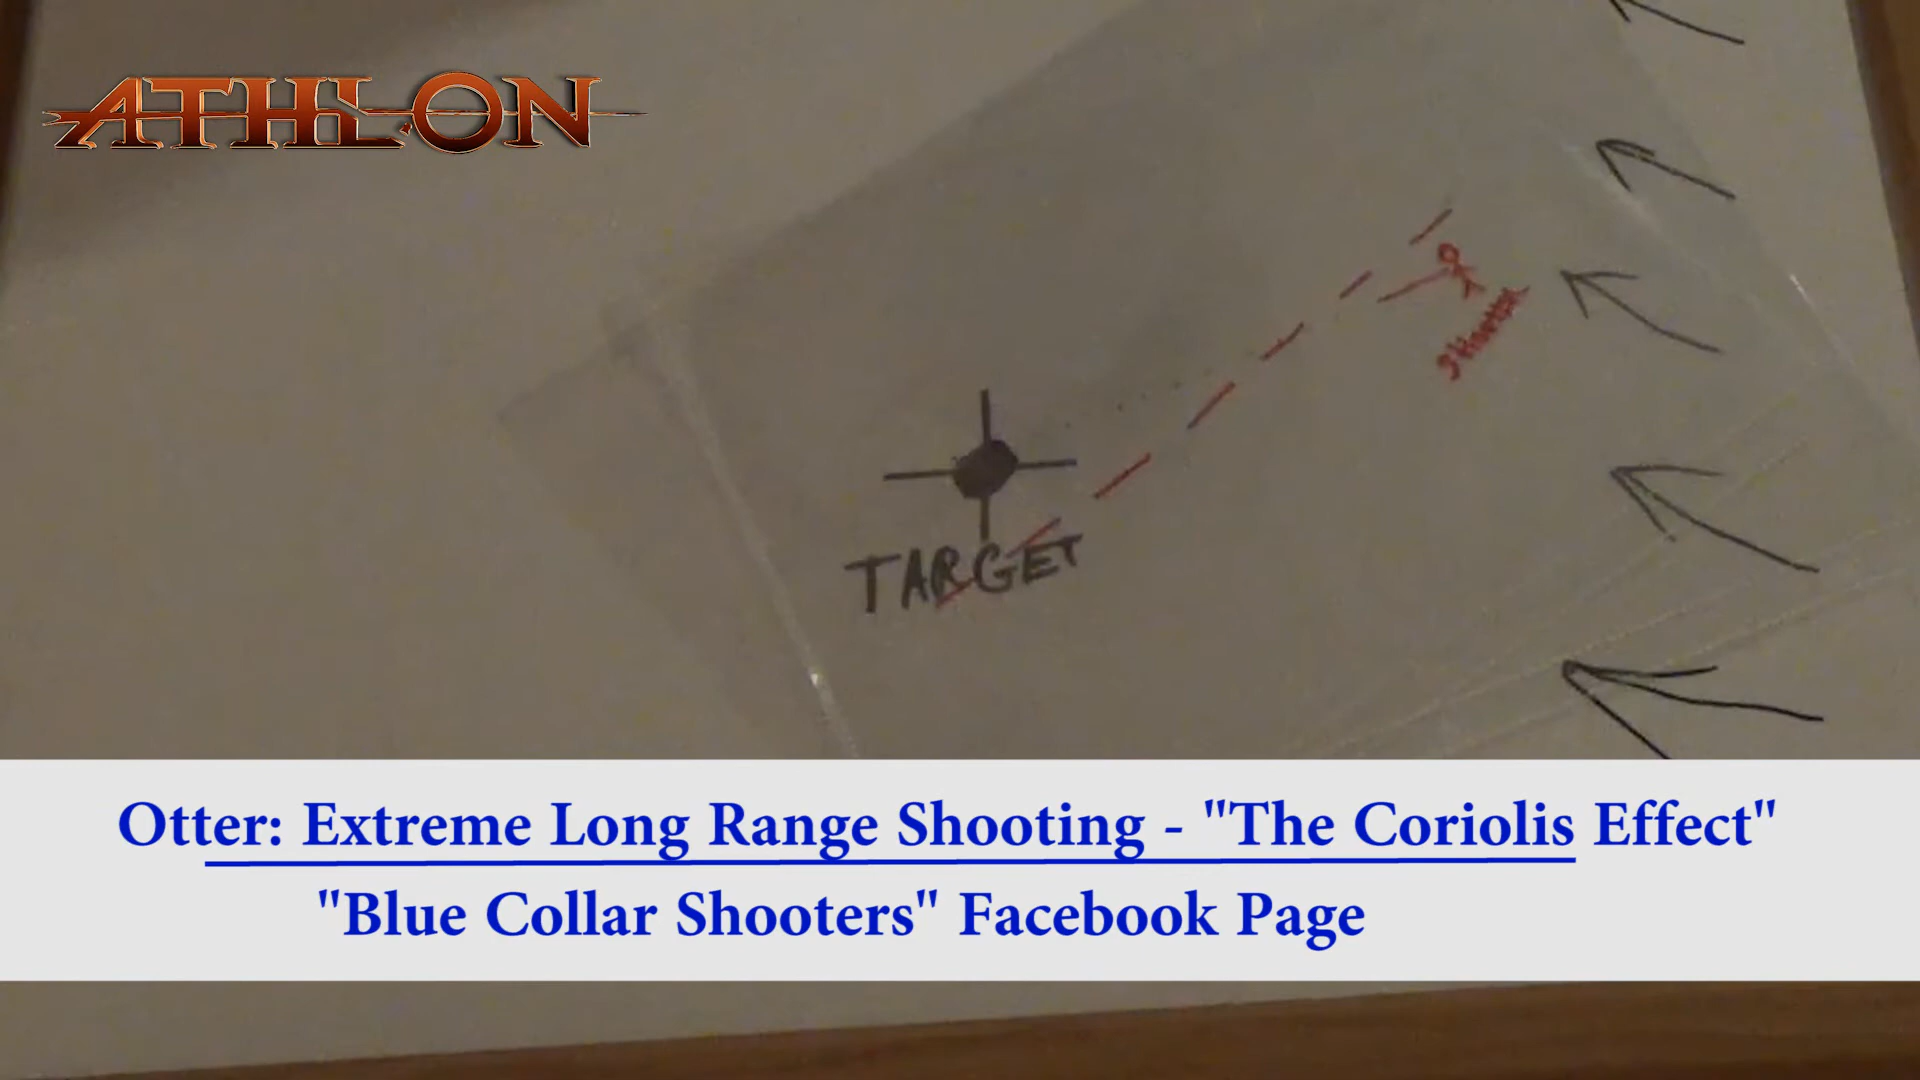 ATHLON
Shooter
TARGET
Otter: Extreme Long Range Shooting - "The Coriolis Effect"
"Blue Collar Shooters" Facebook Page